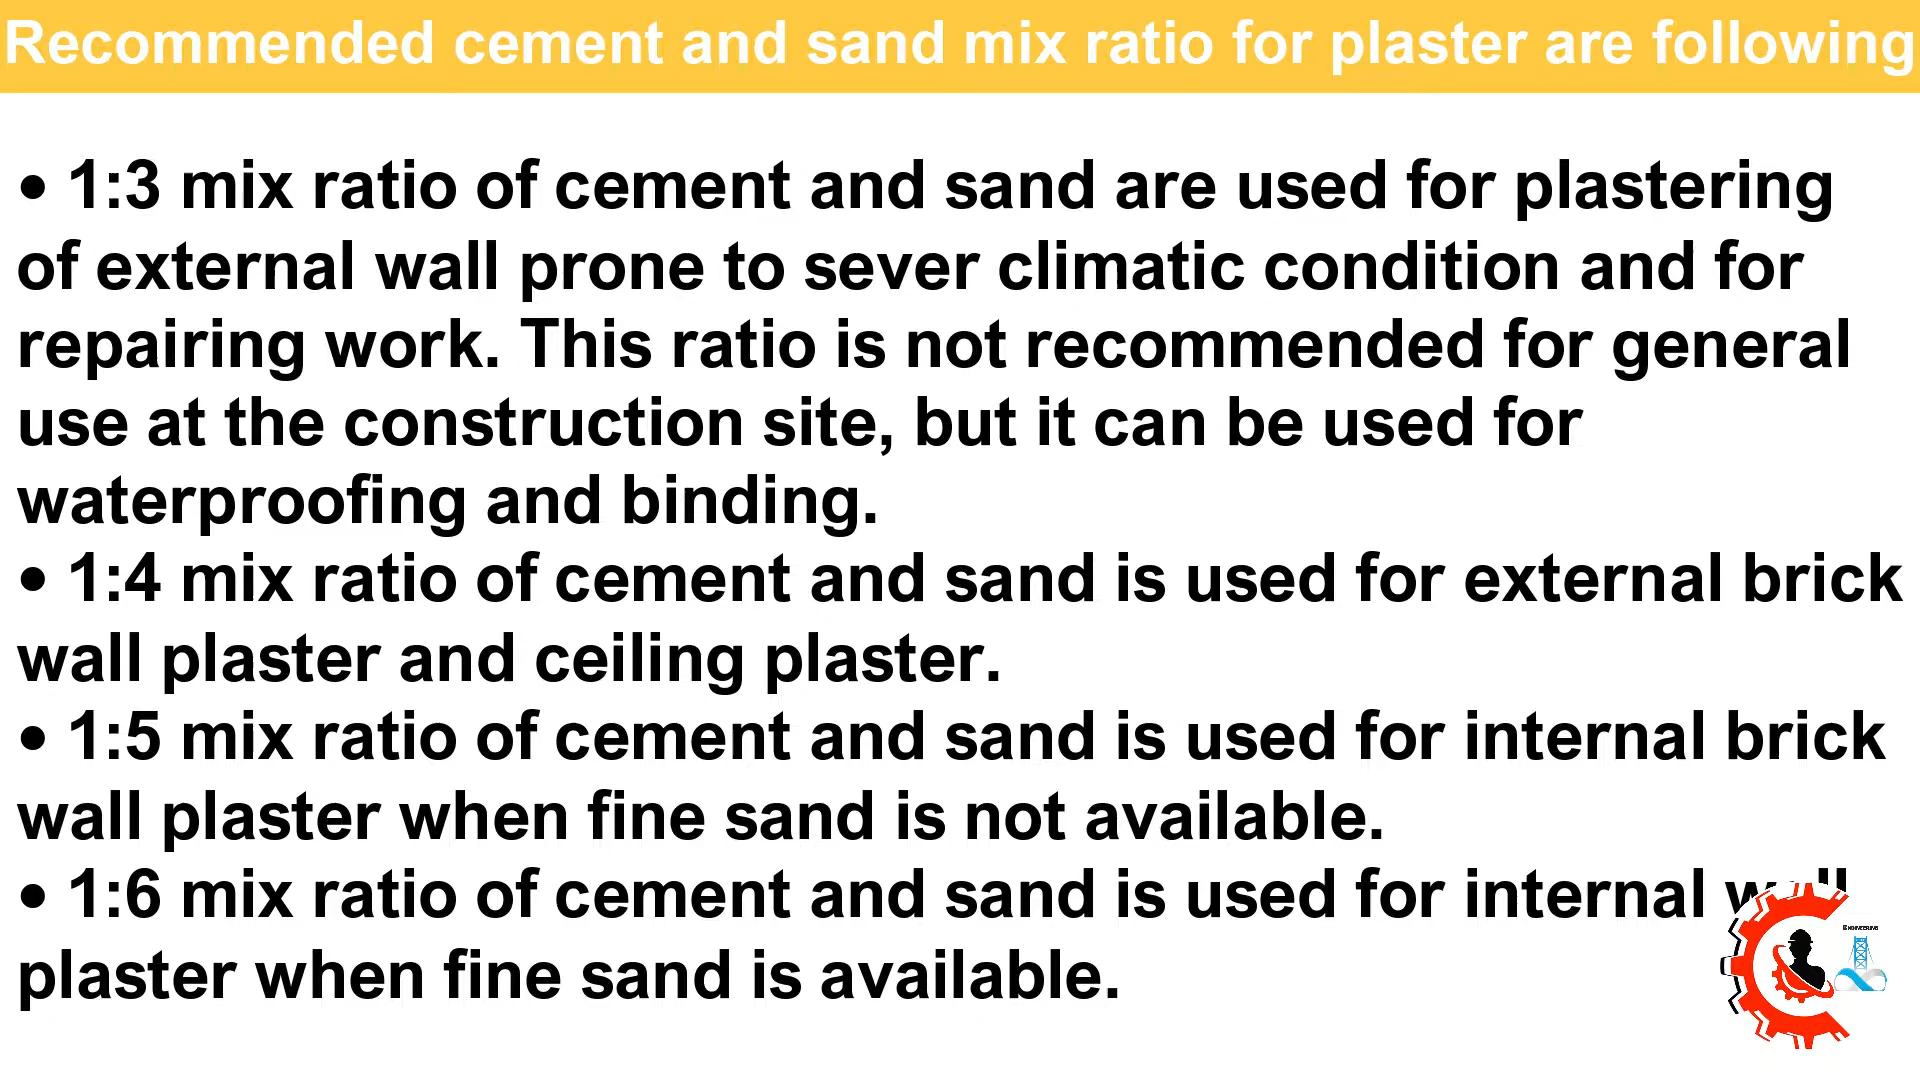 Recommended cement and sand mix ratio for plaster are following
• 1:3 mix ratio of cement and sand are used for plastering
of external wall prone to sever climatic condition and for
repairing work. This ratio is not recommended for general
use at the construction site, but it can be used for
waterproofing and binding.
• 1:4 mix ratio of cement and sand is used for external brick
wall plaster and ceiling plaster.
• 1:5 mix ratio of cement and sand is used for internal brick
wall plaster when fine sand is not available.
• 1:6 mix ratio of cement and sand is used for internal wall
plaster when fine sand is available.
ENGINEERING